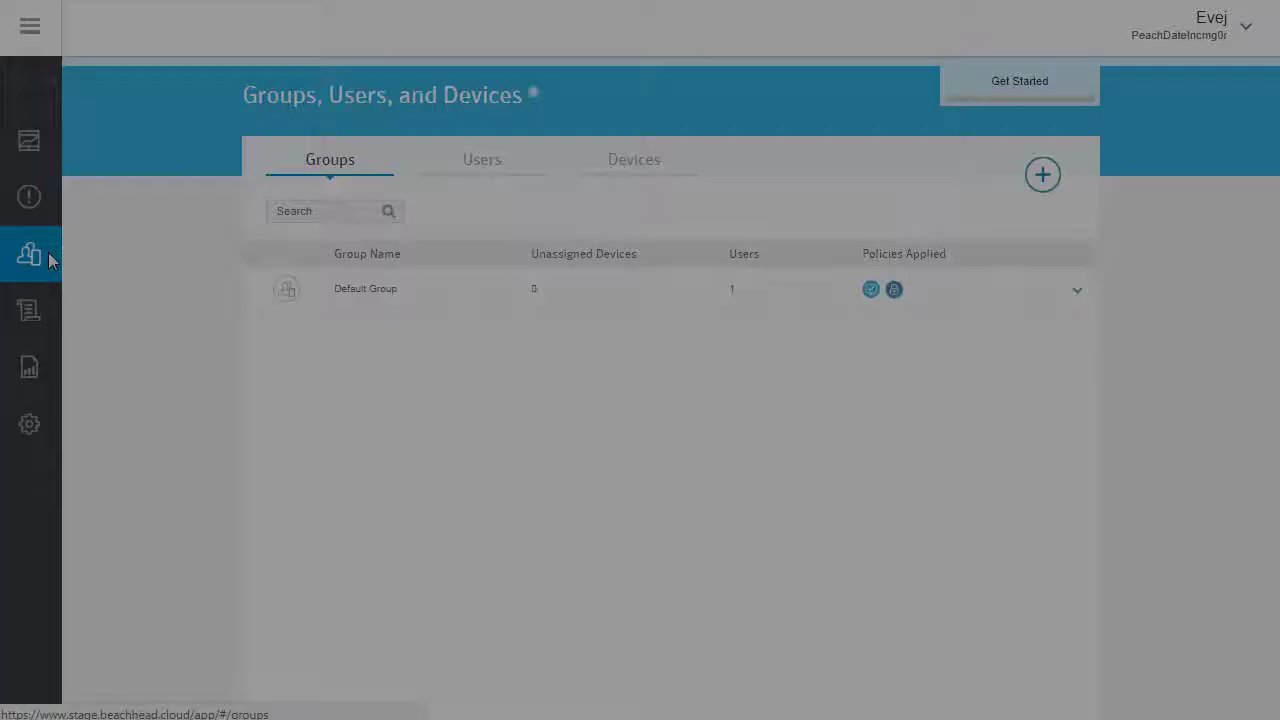 Evej
PeachDateIncmg0r
Get Started
Groups, Users, and Devices
Groups Users Devices
Search
Group Name Unassigned Devices Users Policies Applied
Default Group 0 1
https://www.stage.beachhead.cloud/app/#/groups